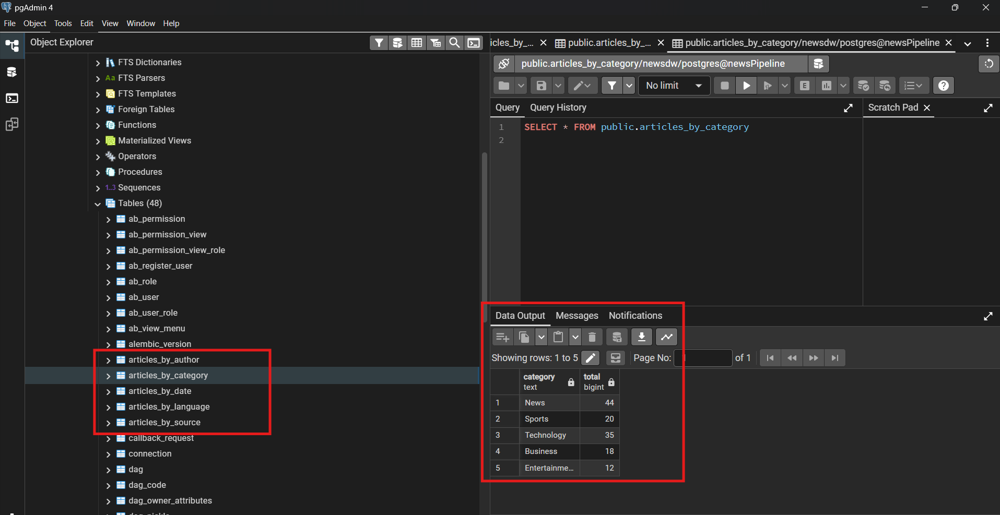 pgAdmin 4
File Object Tools Edit View Window Help
Object Explorer
FTS Dictionaries
Aa FTS Parsers
FTS Templates
Foreign Tables
Functions
Materialized Views
Operators
Procedures
1..3 Sequences
Tables (48)
ab_permission
ab_permission_view
ab_permission_view_role
ab_register_user
ab_role
ab_user
ab_user_role
ab_view_menu
alembic_version
articles_by_author
articles_by_category
articles_by_date
articles_by_language
articles_by_source
callback_request
connection
dag
dag_code
dag_owner_attributes
icles_by_... public.articles_by_... public.articles_by_category/newsdw/postgres@newsPipeline
public.articles_by_category/newsdw/postgres@newsPipeline
No limit E
Query Query History Scratch Pad
1 SELECT * FROM public.articles_by_category
2
Data Output Messages Notifications
Showing rows: 1 to 5 Page No: 1 of 1
category total
text bigint
1 News 44
2 Sports 20
3 Technology 35
4 Business 18
5 Entertainme... 12